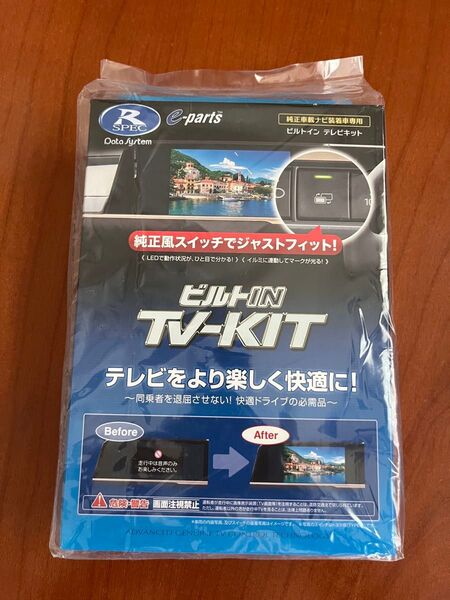 R
SPEC
Data System
e-parts
純正車載ナビ装着車専用
ビルトイン テレビキット
純正風スイッチでジャストフィット!
〈 LEDで動作状況が、ひと目で分かる! 〉〈 イルミに連動してマークが光る! 〉
ビルトIN
TV-KIT
テレビをより楽しく快適に!
〜同乗者を退屈させない! 快適ドライブの必需品〜
Before
走行中は音声のみ
お楽しみください。
After
危険・警告 画面注視禁止
ADVANCED GENUINE TV CONTROL TECHNOLOGY